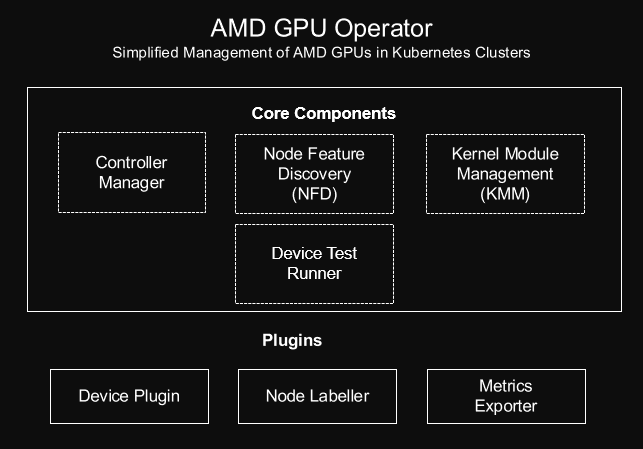 AMD GPU Operator
Simplified Management of AMD GPUs in Kubernetes Clusters
Core Components
Controller
Manager
Node Feature
Discovery
(NFD)
Kernel Module
Management
(KMM)
Device Test
Runner
Plugins
Device Plugin
Node Labeller
Metrics
Exporter